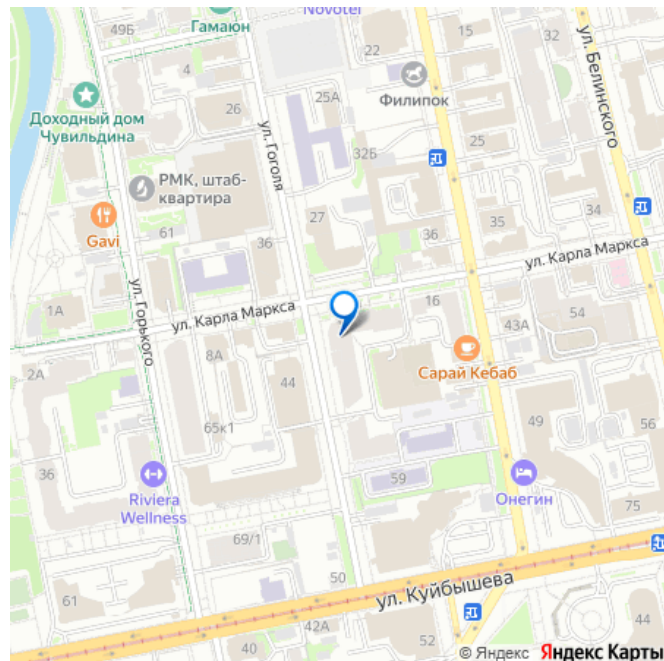 Novotel
49Б
Гамаюн
15
32
22
4
ул. Белинского
Филипок
25А
Доходный дом
Чувильдина
26
ул. Гоголя
25
32Б
РМК, штаб-
квартира
34
35
Gavi
27
61
36
36
ул. Карла Маркса
ул. Горького
1А
16
ул. Карла Маркса
54
43А
8А
Сарай Кебаб
2А
44
65к1
49
36
59
Riviera
Wellness
Онегин
75
69/1
50
ул. Куйбышева
61
42А
44
40
52
© Яндекс Яндекс Карты